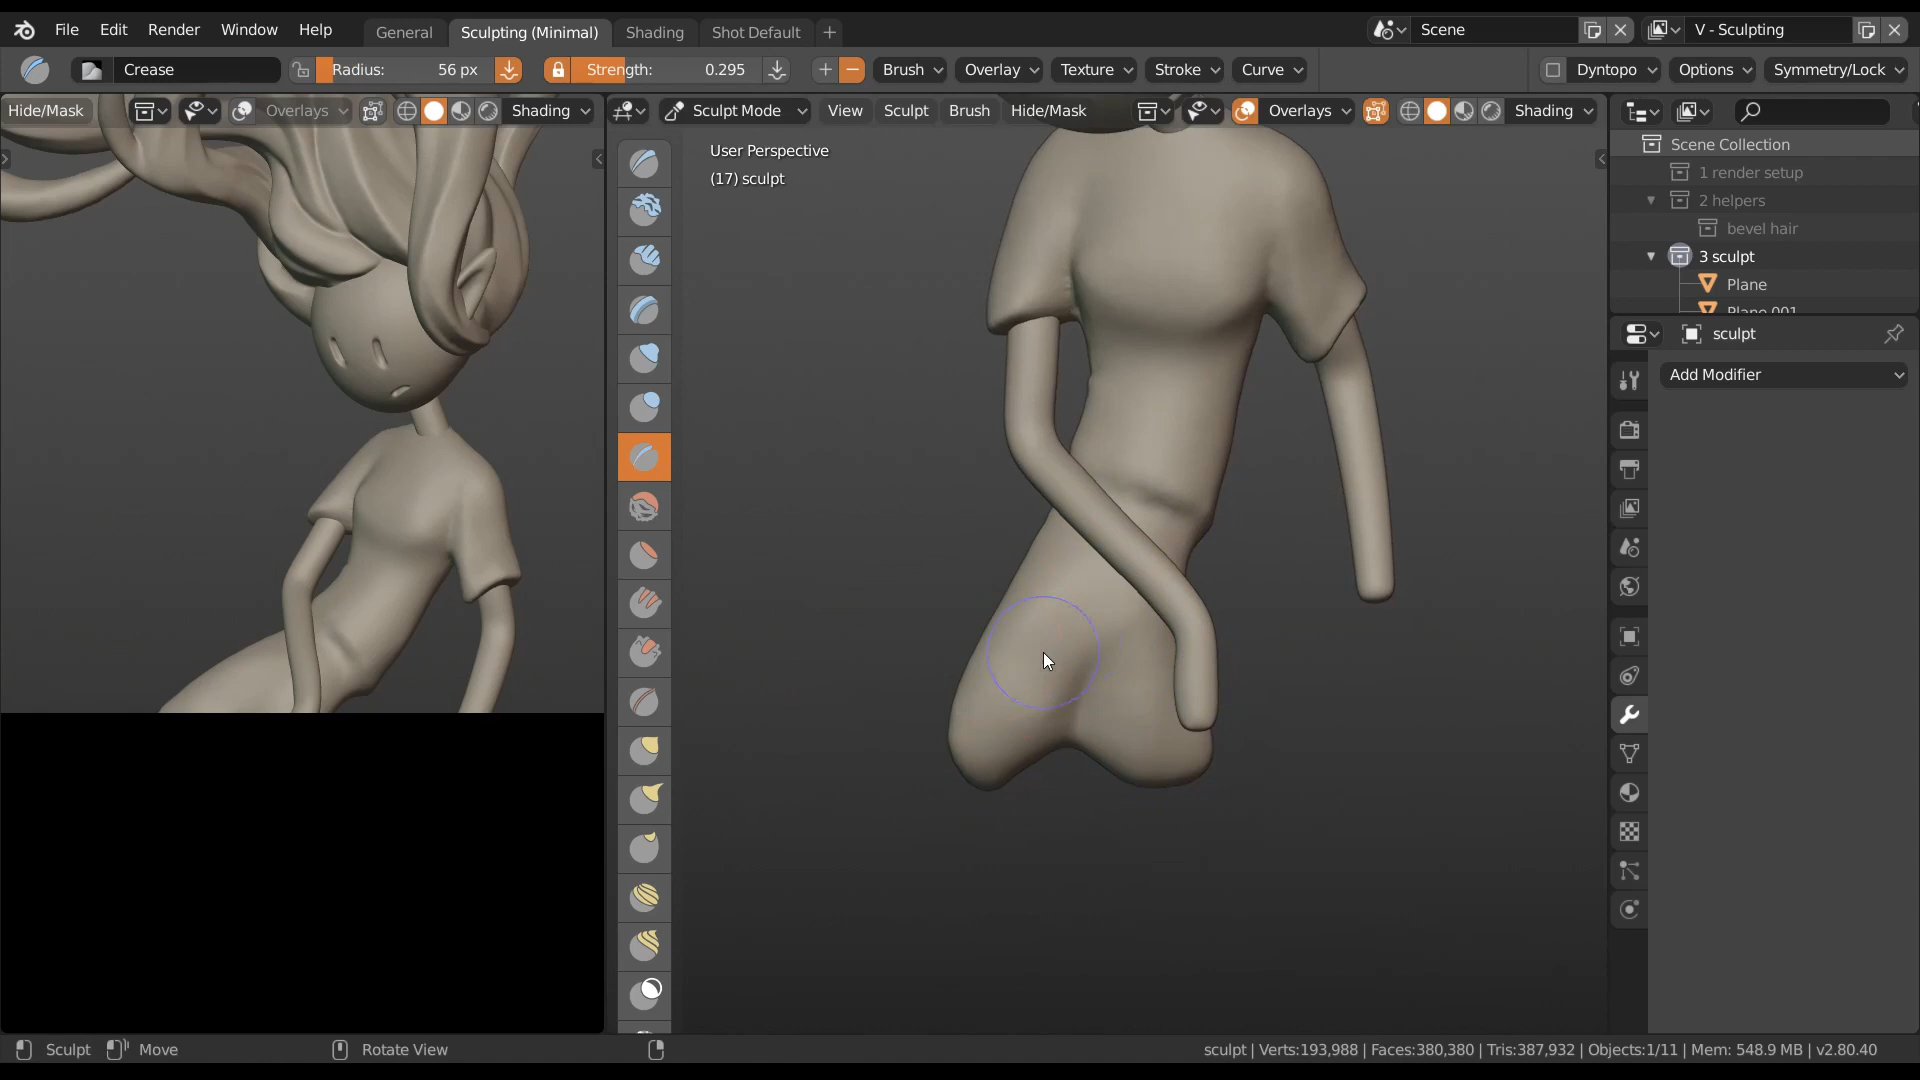 File Edit Render Window Help General Sculpting (Minimal) Shading Shot Default Scene V - Sculpting
Crease Radius: 56 px Strength: 0.295 Brush Overlay Texture Stroke Curve Dyntopo Options Symmetry/Lock
Hide/Mask Overlays Shading Sculpt Mode View Sculpt Brush Hide/Mask Overlays Shading
User Perspective
(17) sculpt
Scene Collection
1 render setup
2 helpers
bevel hair
3 sculpt
Plane
Plane 001
sculpt
Add Modifier
Sculpt Move Rotate View sculpt | Verts:193,988 | Faces:380,380 | Tris:387,932 | Objects:1/11 | Mem: 548.9 MB | v2.80.40